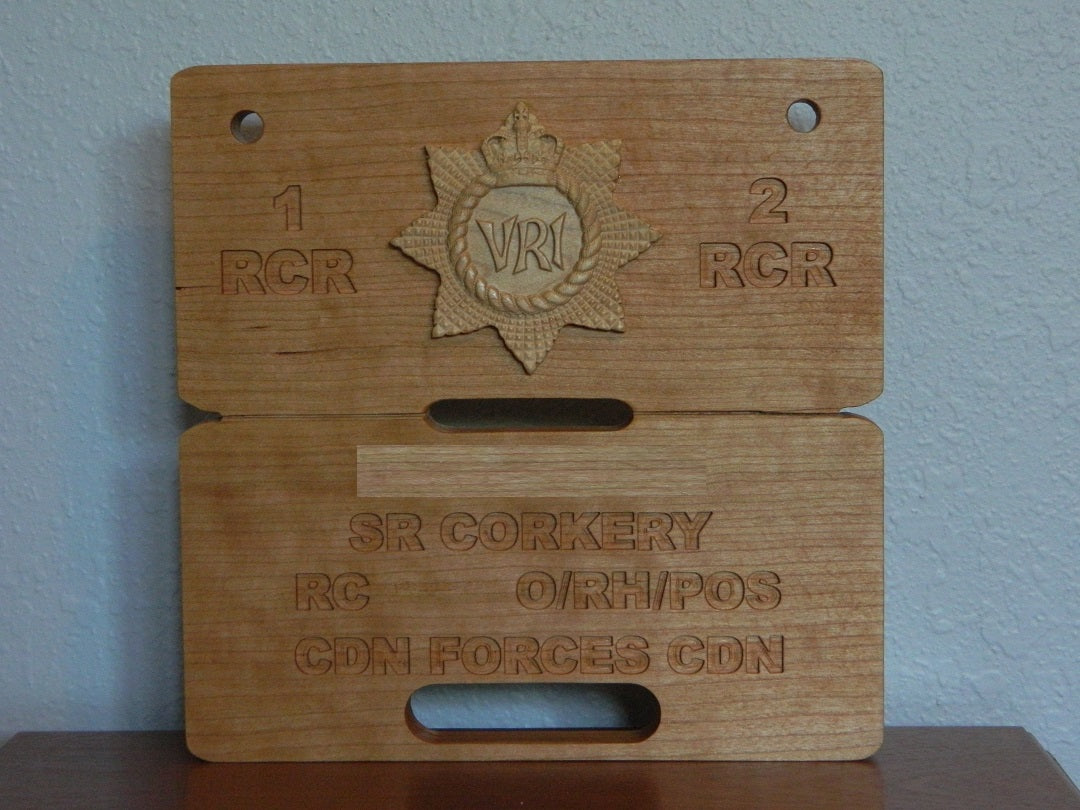 1
RCR
VRI
2
RCR
SR CORKERY
RC O/RH/POS
CDN FORCES CDN